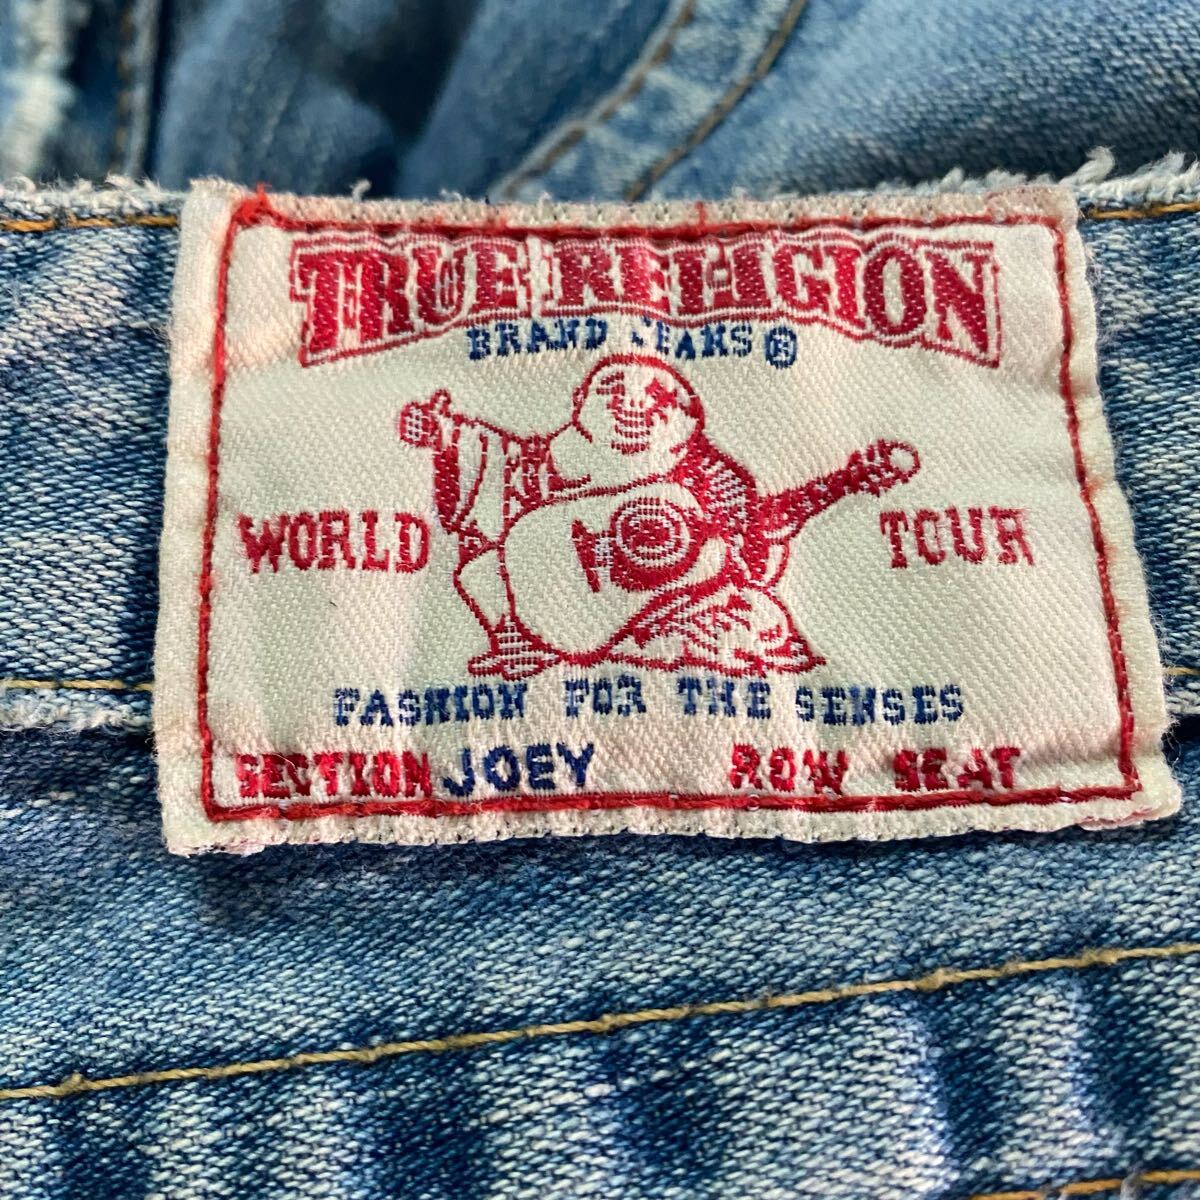 TRUE RELIGION
BRAND JEANS ®
WORLD TOUR
FASHION FOR THE SENSES
SECTION JOEY ROW SEAT